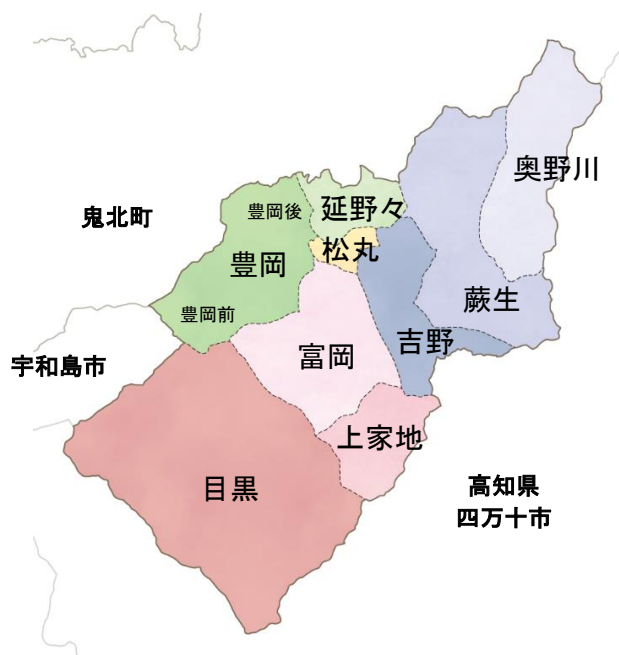 奥野川
豊岡後
延野々
鬼北町
松丸
豊岡
蕨生
豊岡前
吉野
富岡
宇和島市
上家地
目黒
高知県
四万十市